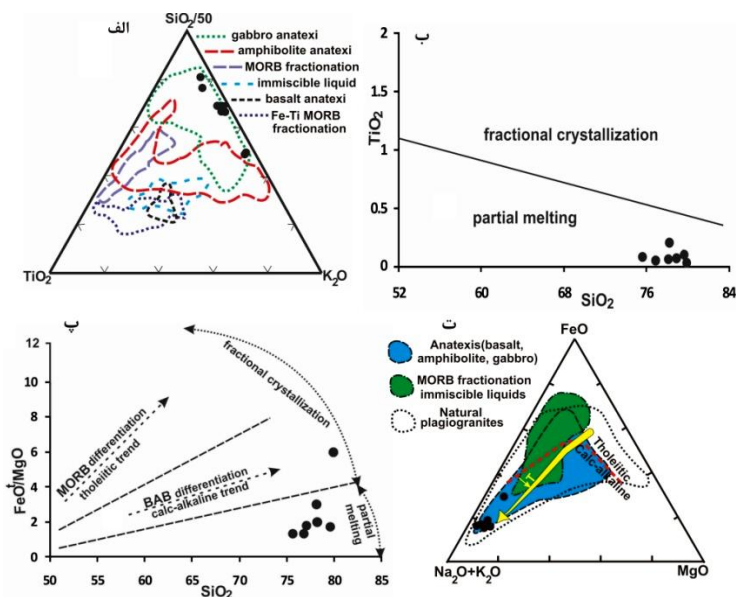 الف
SiO2/50
gabbro anatexi
amphibolite anatexi
MORB fractionation
immiscible liquid
basalt anatexi
Fe-Ti MORB
fractionation
TiO2
K2O
ب
TiO2
2
1.5
1
0.5
0
fractional crystallization
partial melting
52
60
68
76
84
SiO2
پ
FeOt/MgO
12
10
8
6
4
2
0
fractional crystallization
MORB differentiation
tholeiitic trend
BAB differentiation
calc-alkaline trend
partial
melting
50
55
60
65
70
75
80
85
SiO2
ت
FeO
Anatexis(basalt,
amphibolite, gabbro)
MORB fractionation
immiscible liquids
Natural
plagiogranites
Tholeiitic
Calc-alkaline
Na2O+K2O
MgO